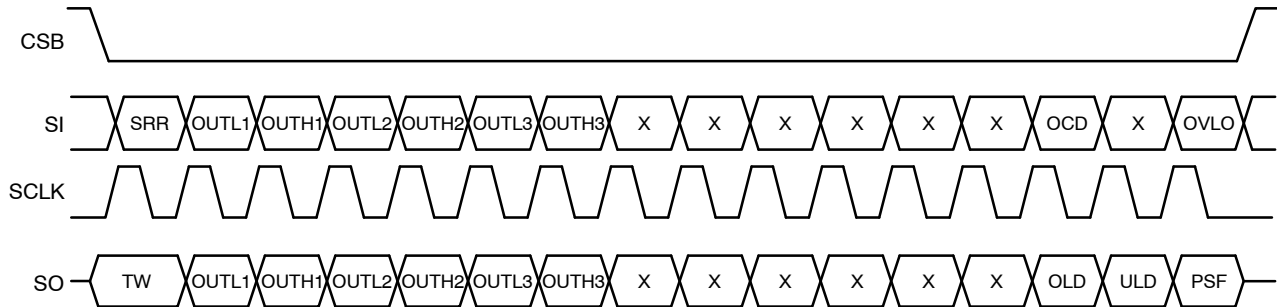 CSB
SI SRR OUTL1 OUTH1 OUTL2 OUTH2 OUTL3 OUTH3 X X X X X X OCD X OVLO
SCLK
SO TW OUTL1 OUTH1 OUTL2 OUTH2 OUTL3 OUTH3 X X X X X X OLD ULD PSF